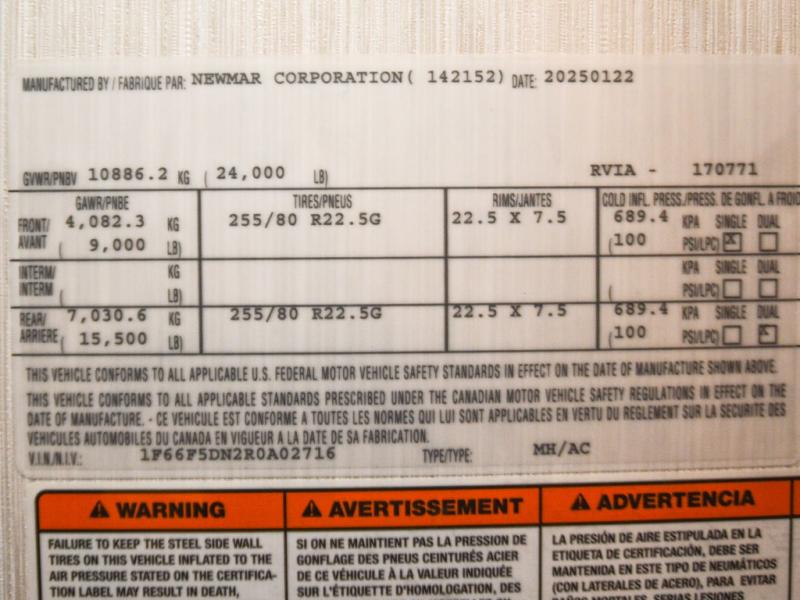 MANUFACTURED BY / FABRIQUE PAR: NEWMAR CORPORATION( 142152) DATE: 20250122
GVWR/PNBV 10886.2 KG ( 24,000 LB) RVIA - 170771
GAWR/PNBE TIRES/PNEUS RIMS/JANTES COLD INFL. PRESS./PRESS. DE GONFL. A FROID
FRONT/ 4,082.3 KG 255/80 R22.5G 22.5 X 7.5 689.4 KPA SINGLE DUAL
AVANT ( 9,000 LB) (100 PSI/LPC) X
INTERM/ KG KPA SINGLE DUAL
INTERM ( LB) ( PSI/LPC)
REAR/ 7,030.6 KG 255/80 R22.5G 22.5 X 7.5 689.4 KPA SINGLE DUAL
ARRIERE ( 15,500 LB) (100 PSI/LPC) X
THIS VEHICLE CONFORMS TO ALL APPLICABLE U.S. FEDERAL MOTOR VEHICLE SAFETY STANDARDS IN EFFECT ON THE DATE OF MANUFACTURE SHOWN ABOVE.
THIS VEHICLE CONFORMS TO ALL APPLICABLE STANDARDS PRESCRIBED UNDER THE CANADIAN MOTOR VEHICLE SAFETY REGULATIONS IN EFFECT ON THE
DATE OF MANUFACTURE. - CE VEHICULE EST CONFORME A TOUTES LES NORMES QUI LUI SONT APPLICABLES EN VERTU DU REGLEMENT SUR LA SECURITE DES
VEHICULES AUTOMOBILES DU CANADA EN VIGUEUR A LA DATE DE SA FABRICATION.
V.I.N./N.I.V.: 1F66F5DN2R0A02716 TYPE/TYPE: MH/AC
WARNING
FAILURE TO KEEP THE STEEL SIDE WALL
TIRES ON THIS VEHICLE INFLATED TO THE
AIR PRESSURE STATED ON THE CERTIFICA-
TION LABEL MAY RESULT IN DEATH,
AVERTISSEMENT
SI ON NE MAINTIENT PAS LA PRESSION DE
GONFLAGE DES PNEUS CEINTURÉS ACIER
DE CE VÉHICULE À LA VALEUR INDIQUÉE
SUR L'ÉTIQUETTE D'HOMOLOGATION, DES
ADVERTENCIA
LA PRESIÓN DE AIRE ESTIPULADA EN LA
ETIQUETA DE CERTIFICACIÓN, DEBE SER
MANTENIDA EN ESTE TIPO DE NEUMÁTICOS
(CON LATERALES DE ACERO), PARA EVITAR
DAÑOS MORTALES, SERIAS LESIONES